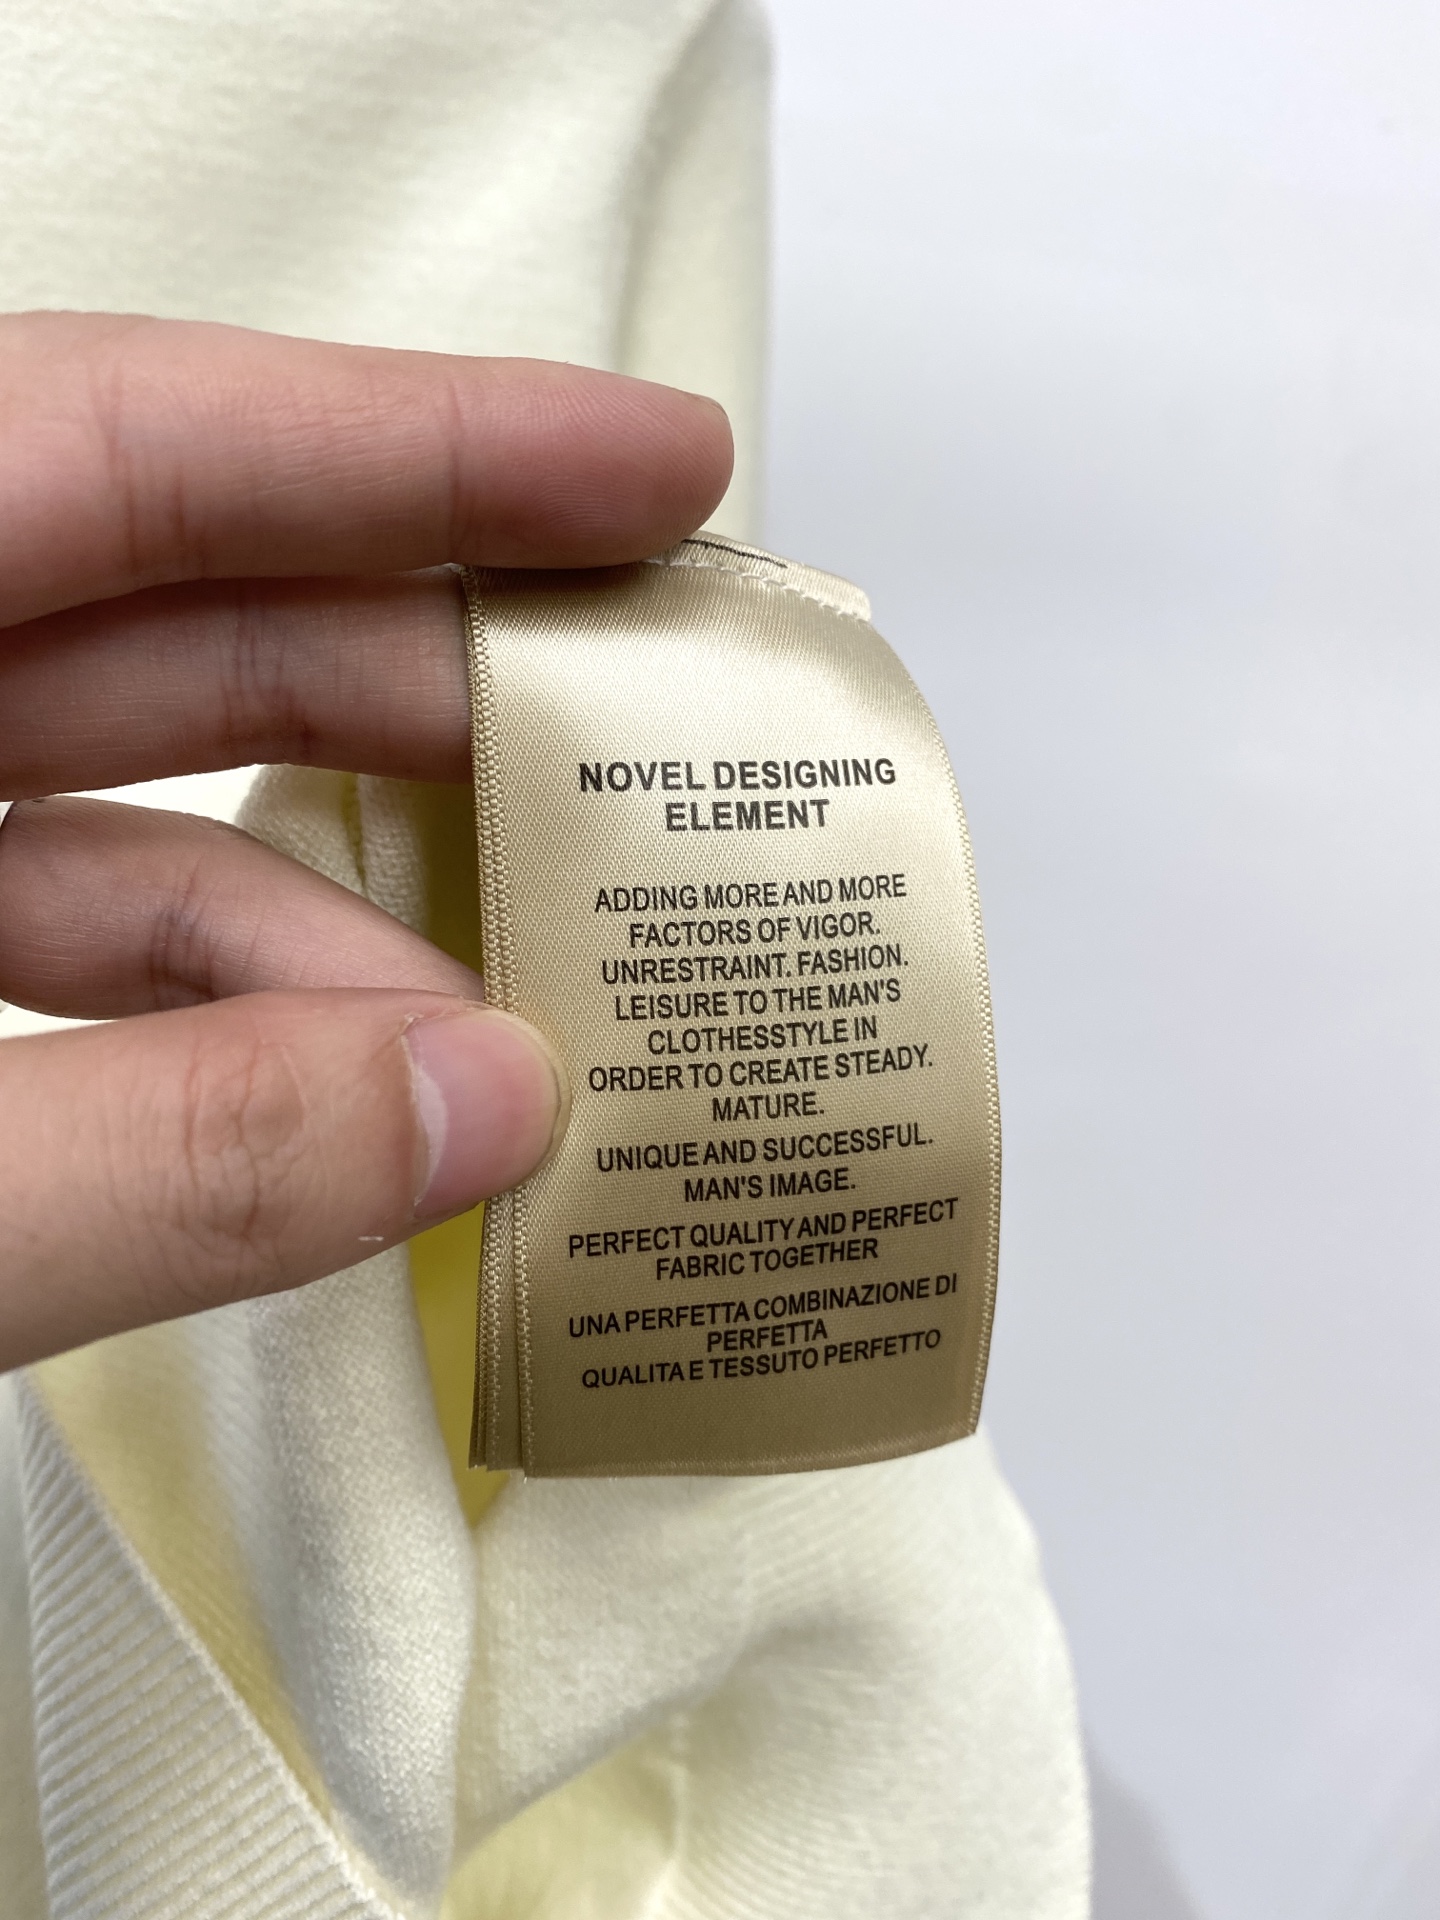 NOVEL DESIGNING
ELEMENT
ADDING MORE AND MORE
FACTORS OF VIGOR.
UNRESTRAINT. FASHION.
LEISURE TO THE MAN'S
CLOTHESSTYLE IN
ORDER TO CREATE STEADY.
MATURE.
UNIQUE AND SUCCESSFUL.
MAN'S IMAGE.
PERFECT QUALITY AND PERFECT
FABRIC TOGETHER
UNA PERFETTA COMBINAZIONE DI
PERFETTA
QUALITA E TESSUTO PERFETTO